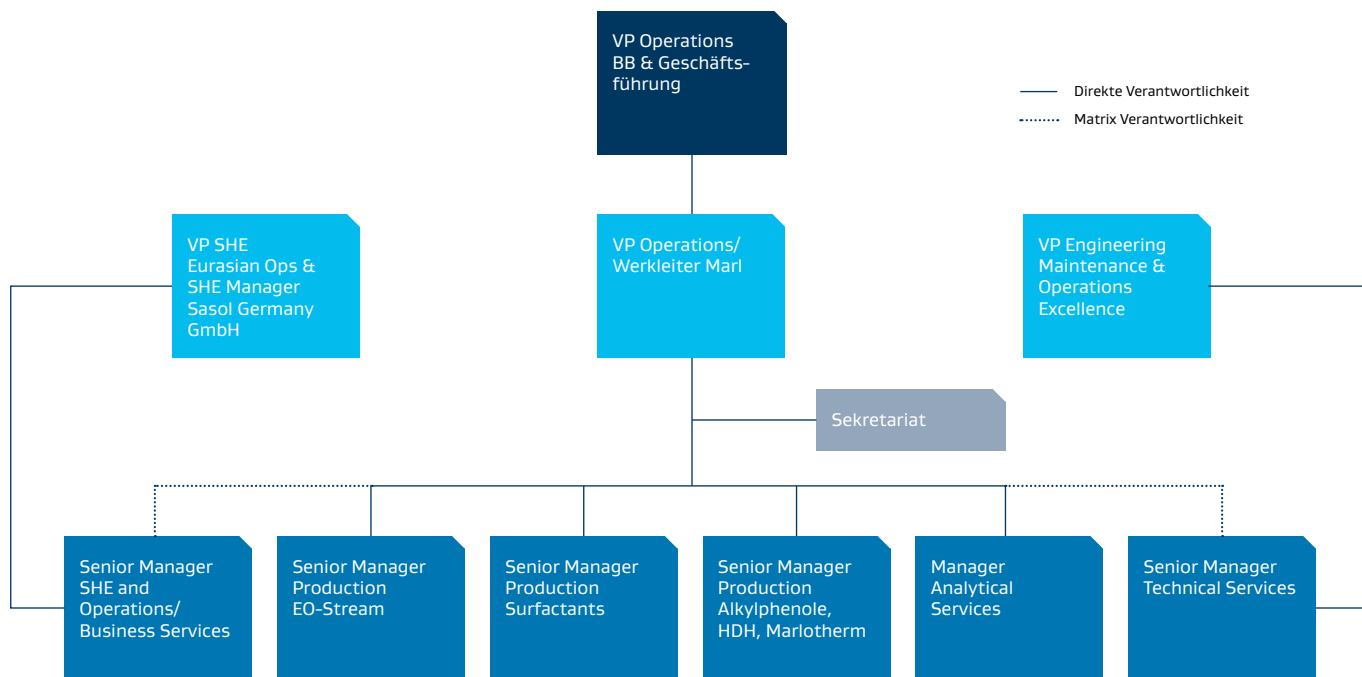 VP Operations
BB & Geschäfts-
führung
Direkte Verantwortlichkeit
Matrix Verantwortlichkeit
VP SHE
Eurasian Ops &
SHE Manager
Sasol Germany
GmbH
VP Operations/
Werkleiter Marl
VP Engineering
Maintenance &
Operations
Excellence
Sekretariat
Senior Manager
SHE and
Operations/
Business Services
Senior Manager
Production
EO-Stream
Senior Manager
Production
Surfactants
Senior Manager
Production
Alkylphenole,
HDH, Marlotherm
Manager
Analytical
Services
Senior Manager
Technical Services